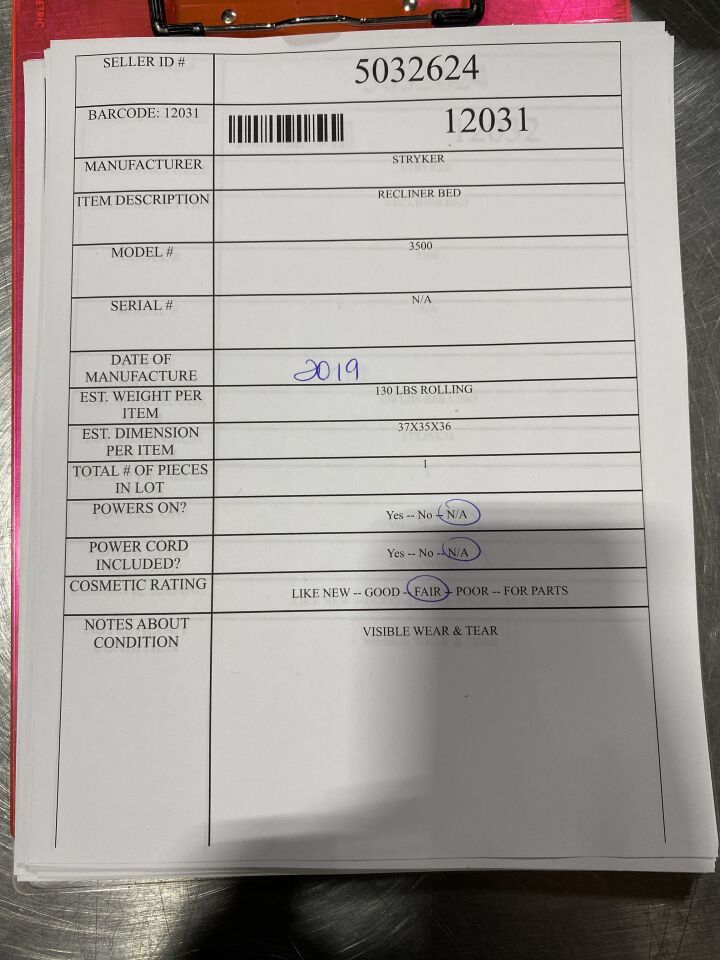 SELLER ID # 5032624
BARCODE: 12031 12031
MANUFACTURER STRYKER
ITEM DESCRIPTION RECLINER BED
MODEL # 3500
SERIAL # N/A
DATE OF
MANUFACTURE 2019
EST. WEIGHT PER
ITEM 130 LBS ROLLING
EST. DIMENSION
PER ITEM 37X35X36
TOTAL # OF PIECES
IN LOT 1
POWERS ON? Yes -- No -- N/A
POWER CORD
INCLUDED? Yes -- No -- N/A
COSMETIC RATING LIKE NEW -- GOOD -- FAIR -- POOR -- FOR PARTS
NOTES ABOUT
CONDITION VISIBLE WEAR & TEAR